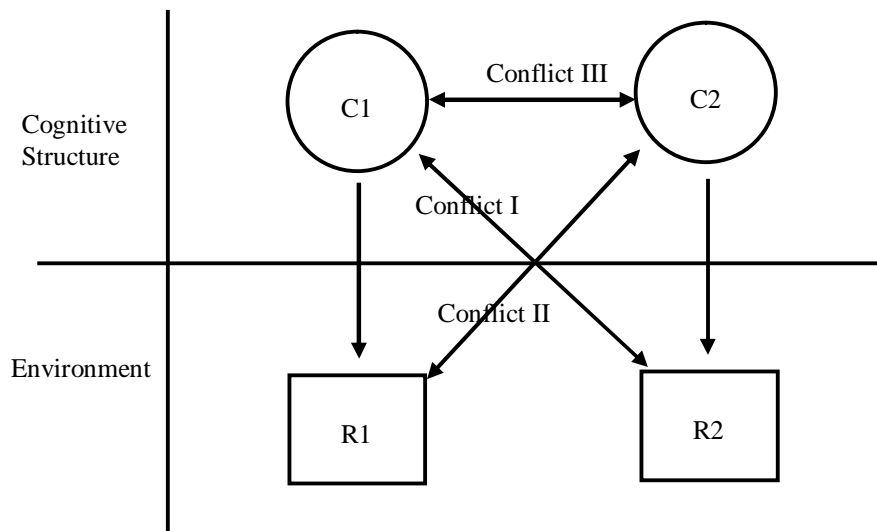 Conflict III
C1
C2
Cognitive
Structure
Conflict I
Conflict II
Environment
R1
R2